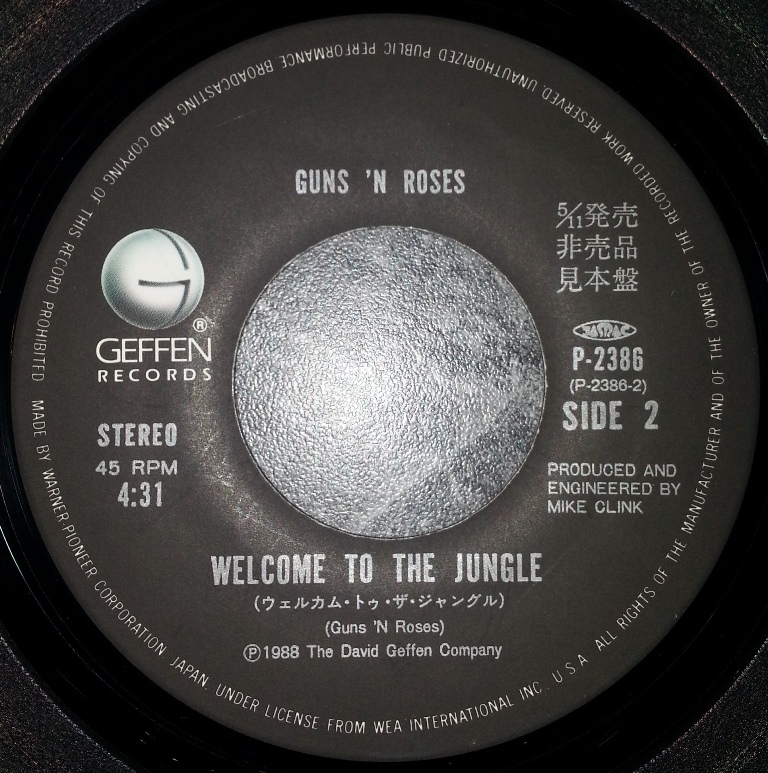 GUNS 'N ROSES
5/11発売
非売品
見本盤
GEFFEN
RECORDS
®
JASRAC
P-2386
(P-2386-2)
SIDE 2
STEREO
45 RPM
4:31
PRODUCED AND
ENGINEERED BY
MIKE CLINK
WELCOME TO THE JUNGLE
(ウェルカム・トゥ・ザ・ジャングル)
(Guns 'N Roses)
Ⓟ1988 The David Geffen Company
MADE BY WARNER-PIONEER CORPORATION JAPAN. UNDER LICENSE FROM WEA INTERNATIONAL INC. U.S.A ALL RIGHTS OF THE MANUFACTURER AND OF THE OWNER OF THE RECORDED WORK RESERVED. UNAUTHORIZED PUBLIC PERFORMANCE BROADCASTING AND COPYING OF THIS RECORD PROHIBITED